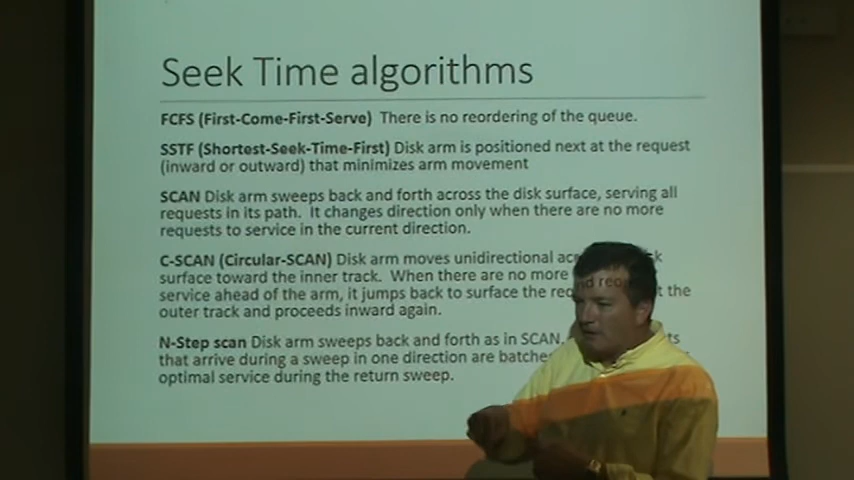 Seek Time algorithms
FCFS (First-Come-First-Serve) There is no reordering of the queue.
SSTF (Shortest-Seek-Time-First) Disk arm is positioned next at the request
(inward or outward) that minimizes arm movement
SCAN Disk arm sweeps back and forth across the disk surface, serving all
requests in its path. It changes direction only when there are no more
requests to service in the current direction.
C-SCAN (Circular-SCAN) Disk arm moves unidirectional
surface toward the inner track. When there are no more
service ahead of the arm, it jumps back to surface the the
outer track and proceeds inward again.
N-Step scan Disk arm sweeps back and forth as in SCAN,
that arrive during a sweep in one direction are
optimal service during the return sweep.